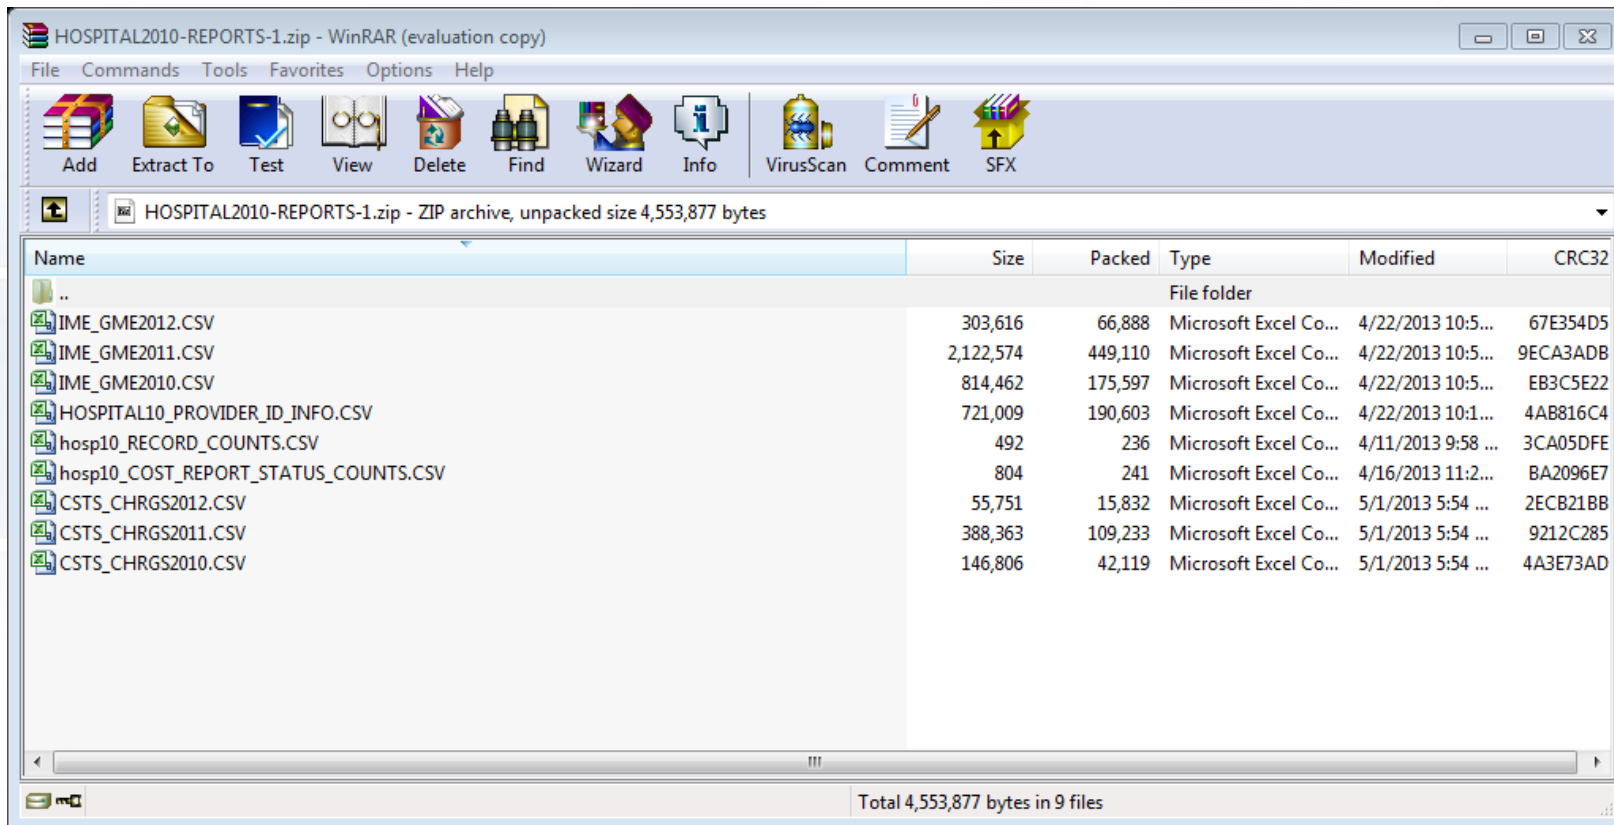 HOSPITAL2010-REPORTS-1.zip - WinRAR (evaluation copy)
File Commands Tools Favorites Options Help
Add Extract To Test View Delete Find Wizard Info VirusScan Comment SFX
HOSPITAL2010-REPORTS-1.zip - ZIP archive, unpacked size 4,553,877 bytes
Name Size Packed Type Modified CRC32
.. File folder
IME_GME2012.CSV 303,616 66,888 Microsoft Excel Co... 4/22/2013 10:5... 67E354D5
IME_GME2011.CSV 2,122,574 449,110 Microsoft Excel Co... 4/22/2013 10:5... 9ECA3ADB
IME_GME2010.CSV 814,462 175,597 Microsoft Excel Co... 4/22/2013 10:5... EB3C5E22
HOSPITAL10_PROVIDER_ID_INFO.CSV 721,009 190,603 Microsoft Excel Co... 4/22/2013 10:1... 4AB816C4
hosp10_RECORD_COUNTS.CSV 492 236 Microsoft Excel Co... 4/11/2013 9:58 ... 3CA05DFE
hosp10_COST_REPORT_STATUS_COUNTS.CSV 804 241 Microsoft Excel Co... 4/16/2013 11:2... BA2096E7
CSTS_CHRGS2012.CSV 55,751 15,832 Microsoft Excel Co... 5/1/2013 5:54 ... 2ECB21BB
CSTS_CHRGS2011.CSV 388,363 109,233 Microsoft Excel Co... 5/1/2013 5:54 ... 9212C285
CSTS_CHRGS2010.CSV 146,806 42,119 Microsoft Excel Co... 5/1/2013 5:54 ... 4A3E73AD
Total 4,553,877 bytes in 9 files